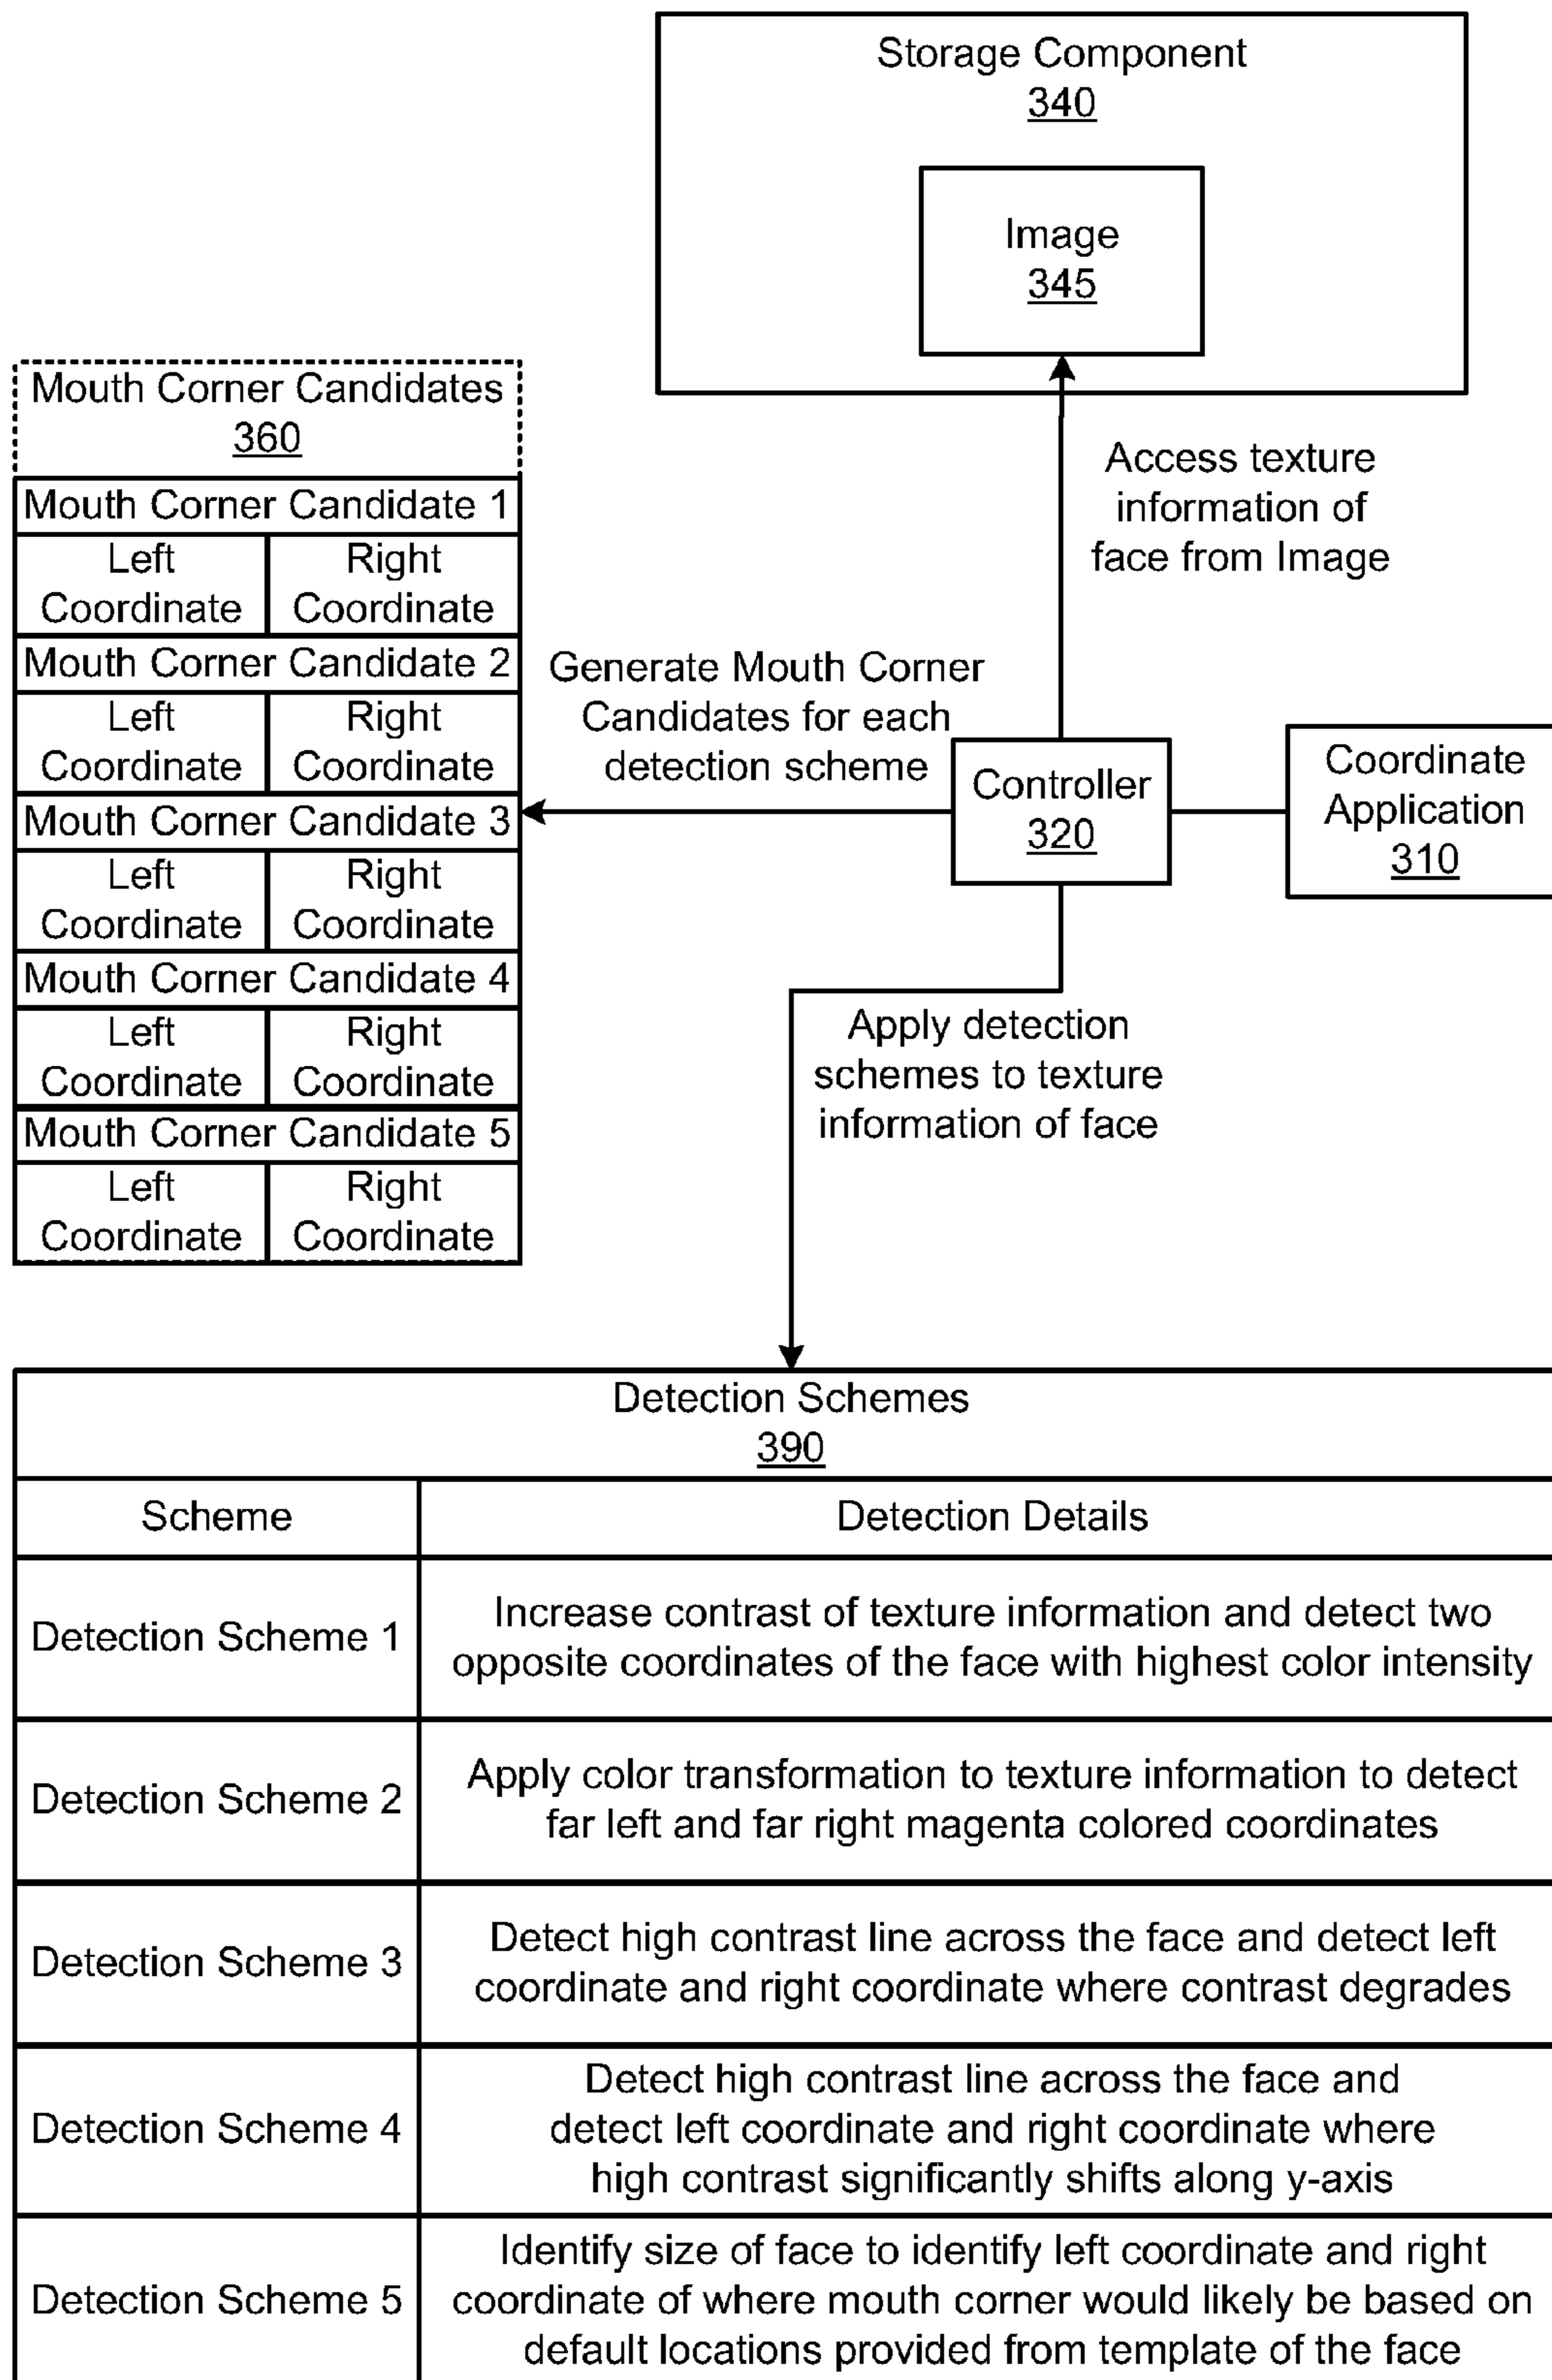 Storage Component
340
Image
345
Mouth Corner Candidates
360
Mouth Corner Candidate 1
Left
Coordinate
Right
Coordinate
Mouth Corner Candidate 2
Left
Coordinate
Right
Coordinate
Mouth Corner Candidate 3
Left
Coordinate
Right
Coordinate
Mouth Corner Candidate 4
Left
Coordinate
Right
Coordinate
Mouth Corner Candidate 5
Left
Coordinate
Right
Coordinate
Access texture
information of
face from Image
Generate Mouth Corner
Candidates for each
detection scheme
Controller
320
Coordinate
Application
310
Apply detection
schemes to texture
information of face
Detection Schemes
390
Scheme
Detection Details
Detection Scheme 1
Increase contrast of texture information and detect two
opposite coordinates of the face with highest color intensity
Detection Scheme 2
Apply color transformation to texture information to detect
far left and far right magenta colored coordinates
Detection Scheme 3
Detect high contrast line across the face and detect left
coordinate and right coordinate where contrast degrades
Detection Scheme 4
Detect high contrast line across the face and
detect left coordinate and right coordinate where
high contrast significantly shifts along y-axis
Detection Scheme 5
Identify size of face to identify left coordinate and right
coordinate of where mouth corner would likely be based on
default locations provided from template of the face